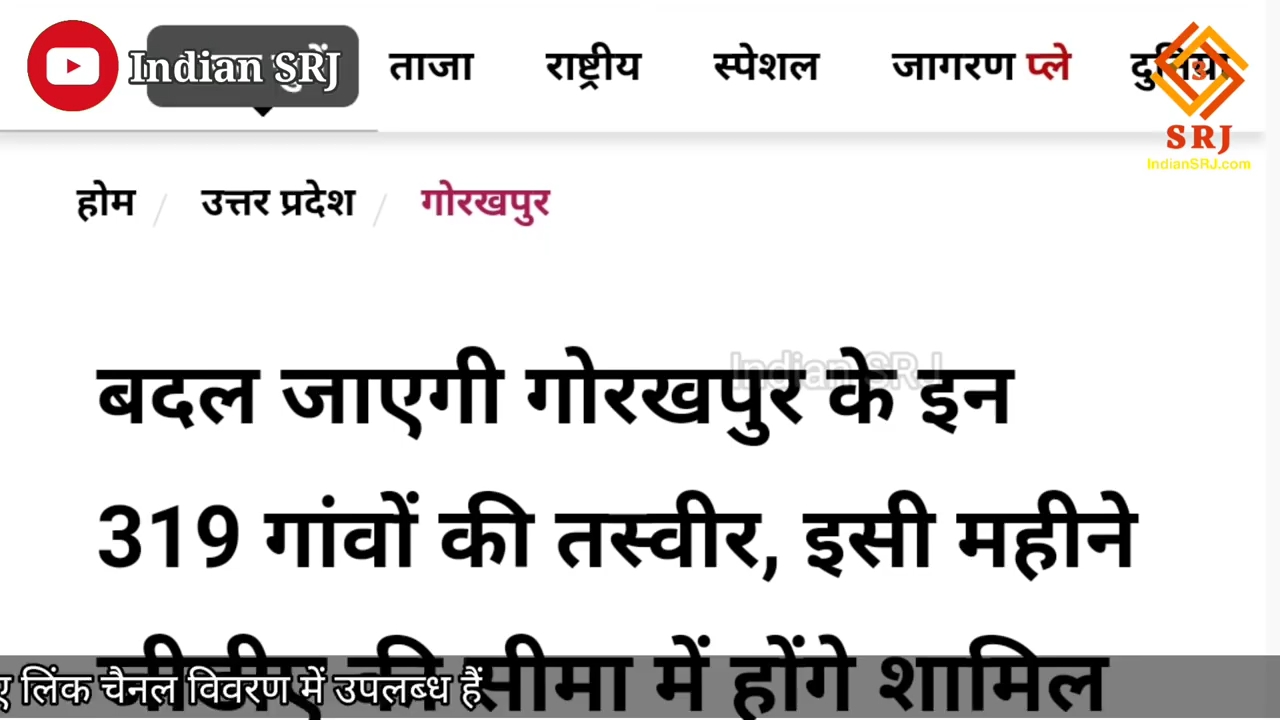 Indian SRJ
ताजा राष्ट्रीय स्पेशल जागरण प्ले
S
SRJ
IndianSRJ.com
होम / उत्तर प्रदेश / गोरखपुर
Indian SRJ
बदल जाएगी गोरखपुर के इन
319 गांवों की तस्वीर, इसी महीने
की सीमा में होंगे शामिल
लिंक चैनल विवरण में उपलब्ध हैं